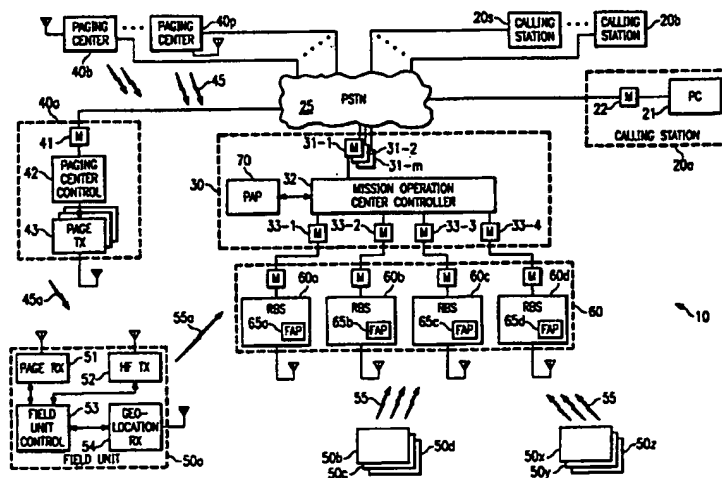 PAGING CENTER
40b
PAGING CENTER
40p
45
20s
CALLING STATION
CALLING STATION
20b
25
PSTN
22
M
PC
21
CALLING STATION
20a
40a
41
M
42
PAGING CENTER CONTROL
43
PAGE TX
45a
31-1
M
31-2
31-m
30
70
PAP
32
MISSION OPERATION CENTER CONTROLLER
33-1
M
33-2
M
33-3
M
33-4
M
M
60a
RBS
65a
FAP
M
60b
RBS
65b
FAP
M
60c
RBS
65c
FAP
M
60d
RBS
65d
FAP
60
10
55a
PAGE RX
51
HF TX
52
FIELD UNIT CONTROL
53
GEO-LOCATION RX
54
FIELD UNIT
50a
55
50b
50c
50d
55
50x
50y
50z